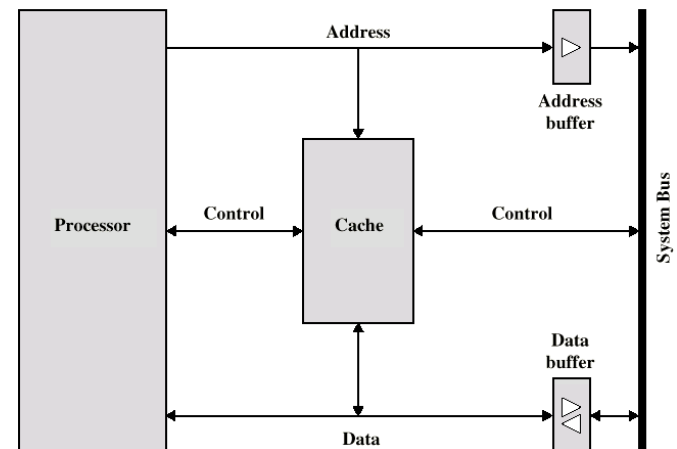 Address
Address
buffer
Control
Control
Processor
Cache
System Bus
Data
buffer
Data